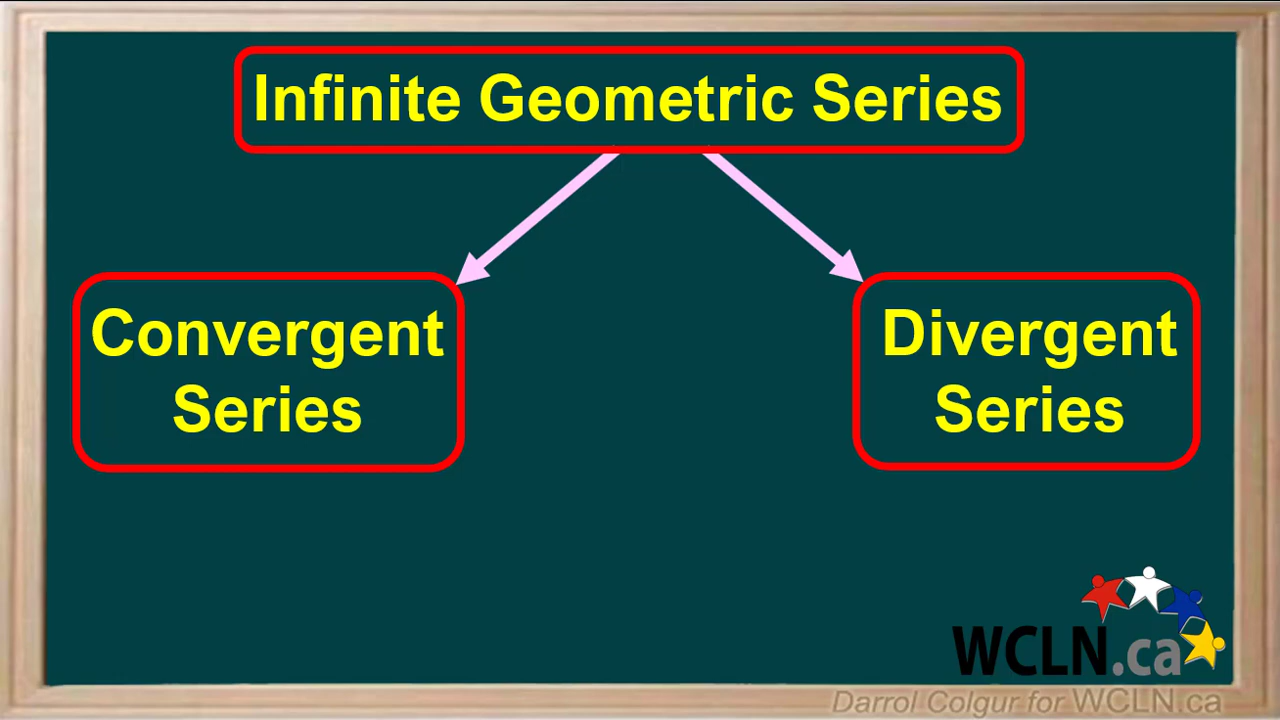 Infinite Geometric Series
Convergent
Series
Divergent
Series
WCLN.ca
Darrol Colgur for WCLN.ca